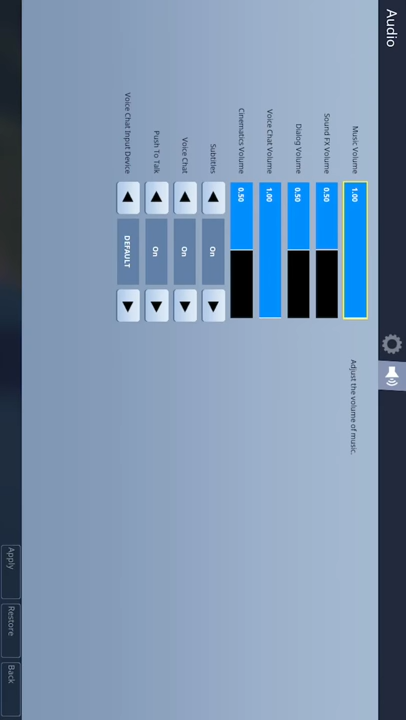 Audio
Music Volume 1.00 Adjust the volume of music.
Sound FX Volume 0.50
Dialog Volume 0.50
Voice Chat Volume 1.00
Cinematics Volume 0.50
Subtitles On
Voice Chat On
Push To Talk On
Voice Chat Input Device DEFAULT
Apply Restore Back